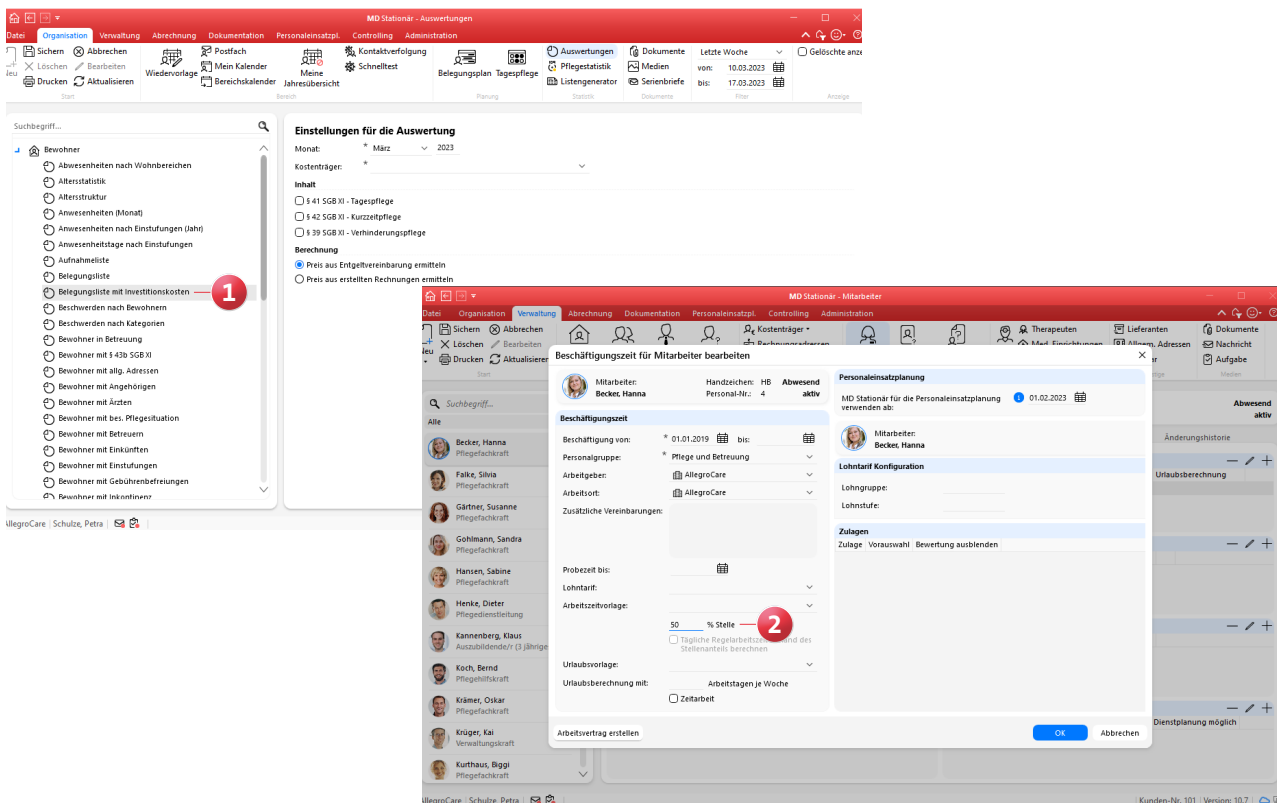 MD Stationär - Auswertungen
Datei Organisation Verwaltung Abrechnung Dokumentation Personaleinsatzpl. Controlling Administration
Neu
Sichern Abbrechen
Löschen Bearbeiten
Drucken Aktualisieren
Start
Wiedervorlage
Postfach
Mein Kalender
Bereichskalender
Meine Jahresübersicht
Kontaktverfolgung
Schnelltest
Bereich
Belegungsplan Tagespflege
Planung
Auswertungen
Pflegestatistik
Listengenerator
Statistik
Dokumente
Medien
Serienbriefe
Dokumente
Letzte Woche
von: 10.03.2023
bis: 17.03.2023
Filter
Gelöschte anze
Anzeige
Suchbegriff...
Bewohner
Abwesenheiten nach Wohnbereichen
Altersstatistik
Altersstruktur
Anwesenheiten (Monat)
Anwesenheiten nach Einstufungen (Jahr)
Anwesenheitstage nach Einstufungen
Aufnahmeliste
Belegungsliste
Belegungsliste mit Investitionskosten
1
Beschwerden nach Bewohnern
Beschwerden nach Kategorien
Bewohner in Betreuung
Bewohner mit § 43b SGB XI
Bewohner mit allg. Adressen
Bewohner mit Angehörigen
Bewohner mit Ärzten
Bewohner mit bes. Pflegesituation
Bewohner mit Betreuern
Bewohner mit Einkünften
Bewohner mit Einstufungen
Bewohner mit Gebührenbefreiungen
Bewohner mit Inkontinenz
AllegroCare | Schulze, Petra
Einstellungen für die Auswertung
Monat: * März 2023
Kostenträger: *
Inhalt
§ 41 SGB XI - Tagespflege
§ 42 SGB XI - Kurzzeitpflege
§ 39 SGB XI - Verhinderungspflege
Berechnung
Preis aus Entgeltvereinbarung ermitteln
Preis aus erstellten Rechnungen ermitteln
MD Stationär - Mitarbeiter
Datei Organisation Verwaltung Abrechnung Dokumentation Personaleinsatzpl. Controlling Administration
Neu
Sichern Abbrechen
Löschen Bearbeiten
Drucken Aktualisieren
Start
Kostenträger
Rechnungsadressen
Therapeuten
Med. Einrichtungen
Lieferanten
Allgem. Adressen
Dokumente
Nachricht
Aufgabe
Medien
Suchbegriff...
Alle
Becker, Hanna
Pflegefachkraft
Falke, Silvia
Pflegefachkraft
Gärtner, Susanne
Pflegefachkraft
Gohlmann, Sandra
Pflegefachkraft
Hansen, Sabine
Pflegefachkraft
Henke, Dieter
Pflegedienstleitung
Kannenberg, Klaus
Auszubildende/r (3 jährige
Koch, Bernd
Pflegehilfskraft
Krämer, Oskar
Pflegefachkraft
Krüger, Kai
Verwaltungskraft
Kurthaus, Biggi
Pflegefachkraft
Beschäftigungszeit für Mitarbeiter bearbeiten
Mitarbeiter: Handzeichen: HB Abwesend
Becker, Hanna Personal-Nr.: 4 aktiv
Beschäftigungszeit
Beschäftigung von: * 01.01.2019 bis:
Personalgruppe: * Pflege und Betreuung
Arbeitgeber: AllegroCare
Arbeitsort: AllegroCare
Zusätzliche Vereinbarungen:
Probezeit bis:
Lohntarif:
Arbeitszeitvorlage:
50 % Stelle
2
Tägliche Regelarbeitszeit and des
Stellenanteils berechnen
Urlaubsvorlage:
Urlaubsberechnung mit: Arbeitstagen je Woche
Zeitarbeit
Personaleinsatzplanung
MD Stationär für die Personaleinsatzplanung 01.02.2023
verwenden ab:
Mitarbeiter:
Becker, Hanna
Lohntarif Konfiguration
Lohngruppe:
Lohnstufe:
Zulagen
Zulage Vorauswahl Bewertung ausblenden
Arbeitsvertrag erstellen OK Abbrechen
Abwesend
aktiv
Änderungshistorie
Urlaubsberechnung
Dienstplanung möglich
AllegroCare | Schulze, Petra
Kunden-Nr. 101 | Version: 10.7